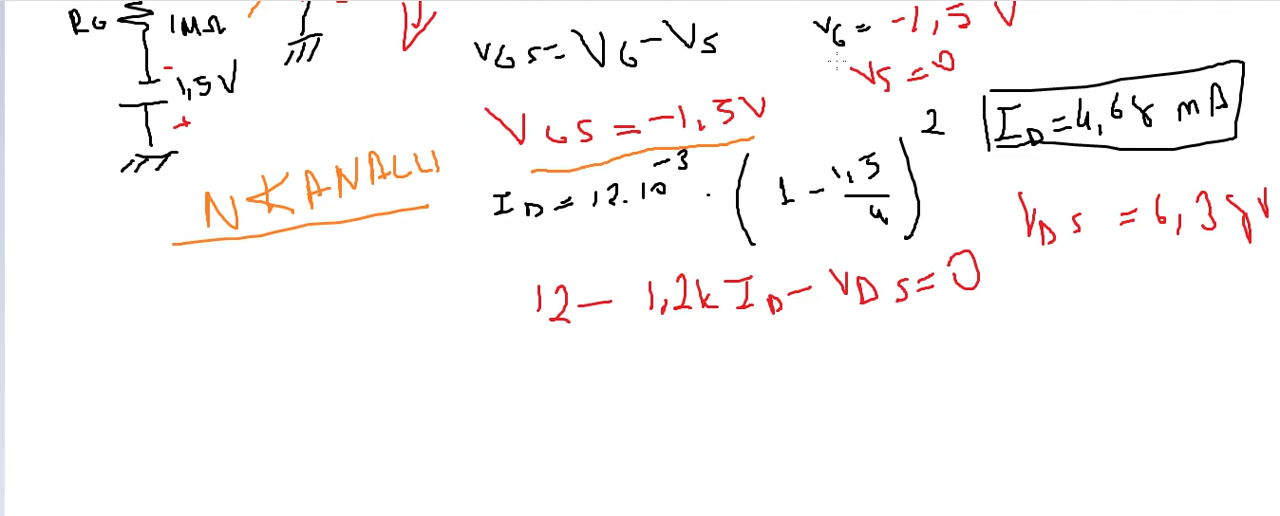 RG 1MΩ
- 1,5V
+
N KANALLI
VGS = VG - VS
VG = -1,5 V
VS = 0
VGS = -1,5V
ID = 12.10^-3 . (1 - 1,5/4)^2
ID = 4,68 mA
VDS = 6,38V
12 - 1,2k ID - VDS = 0